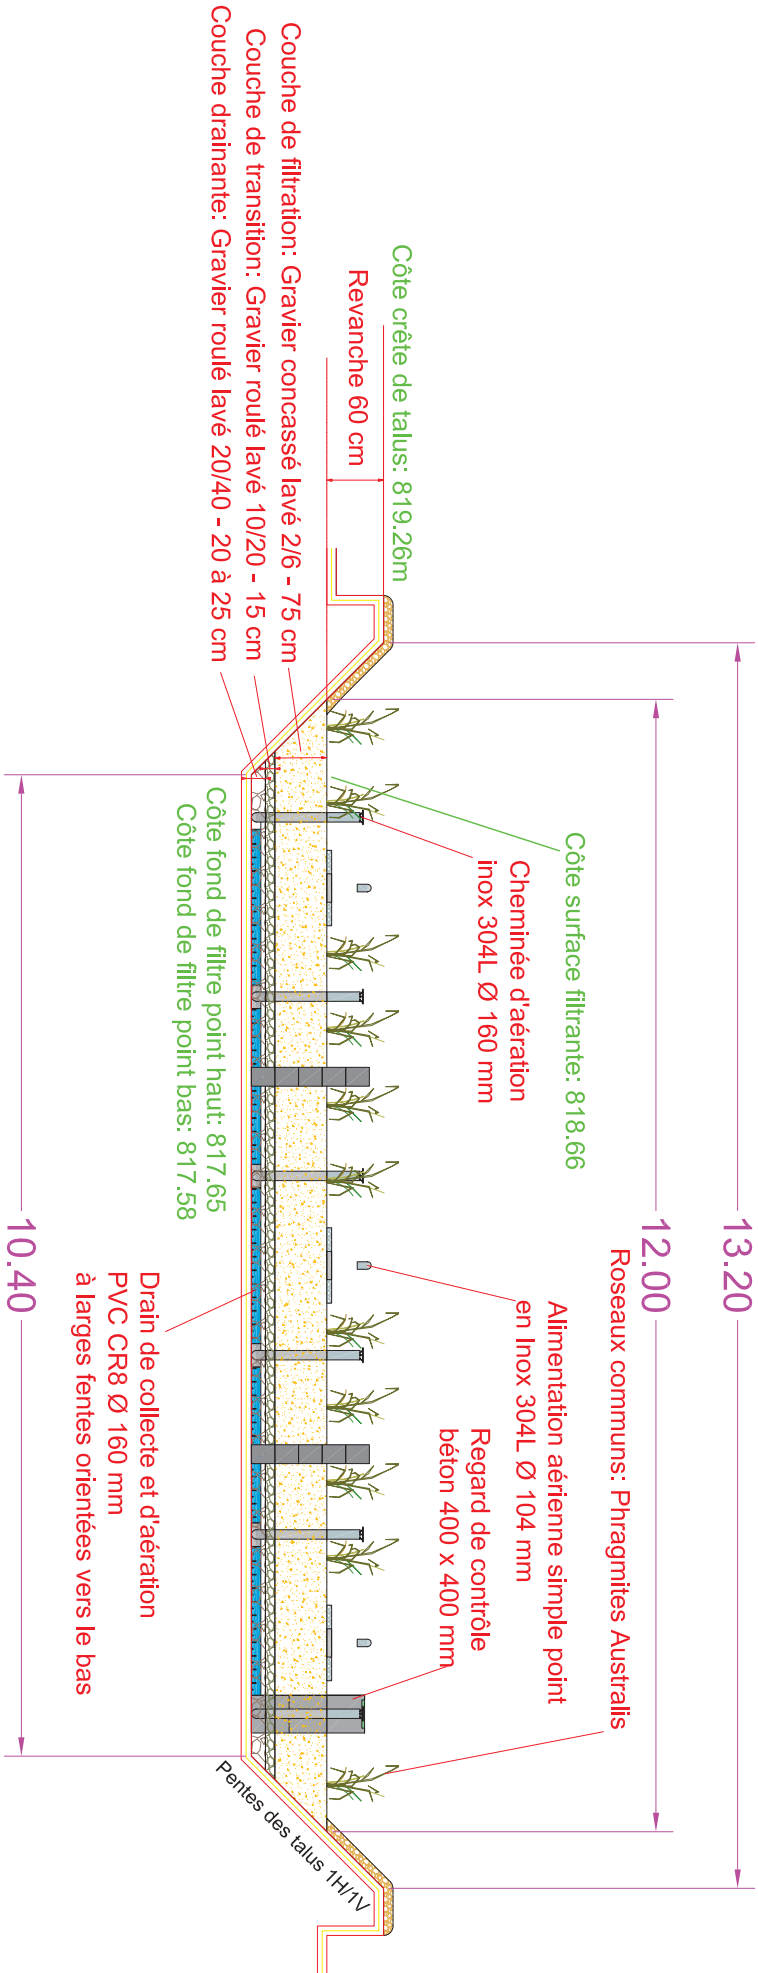 13.20
12.00
Roseaux communs: Phragmites Australis
Côte surface filtrante: 818.66
Alimentation aérienne simple point
en Inox 304L Ø 104 mm
Cheminée d'aération
inox 304L Ø 160 mm
Regard de contrôle
béton 400 x 400 mm
Côte crête de talus: 819.26m
Revanche 60 cm
Couche de filtration: Gravier concassé lavé 2/6 - 75 cm
Couche de transition: Gravier roulé lavé 10/20 - 15 cm
Couche drainante: Gravier roulé lavé 20/40 - 20 à 25 cm
Pentes des talus 1H/1V
Côte fond de filtre point haut: 817.65
Côte fond de filtre point bas: 817.58
Drain de collecte et d'aération
PVC CR8 Ø 160 mm
à larges fentes orientées vers le bas
10.40